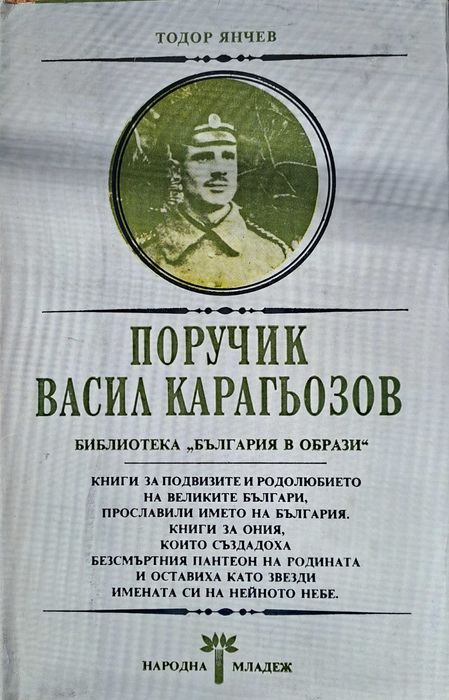 ТОДОР ЯНЧЕВ
ПОРУЧИК
ВАСИЛ КАРАГЬОЗОВ
БИБЛИОТЕКА „БЪЛГАРИЯ В ОБРАЗИ“
КНИГИ ЗА ПОДВИЗИТЕ И РОДОЛЮБИЕТО
НА ВЕЛИКИТЕ БЪЛГАРИ,
ПРОСЛАВИЛИ ИМЕТО НА БЪЛГАРИЯ.
КНИГИ ЗА ОНИЯ,
КОИТО СЪЗДАДОХА
БЕЗСМЪРТНИЯ ПАНТЕОН НА РОДИНАТА
И ОСТАВИХА КАТО ЗВЕЗДИ
ИМЕНАТА СИ НА НЕЙНОТО НЕБЕ.
НАРОДНА МЛАДЕЖ